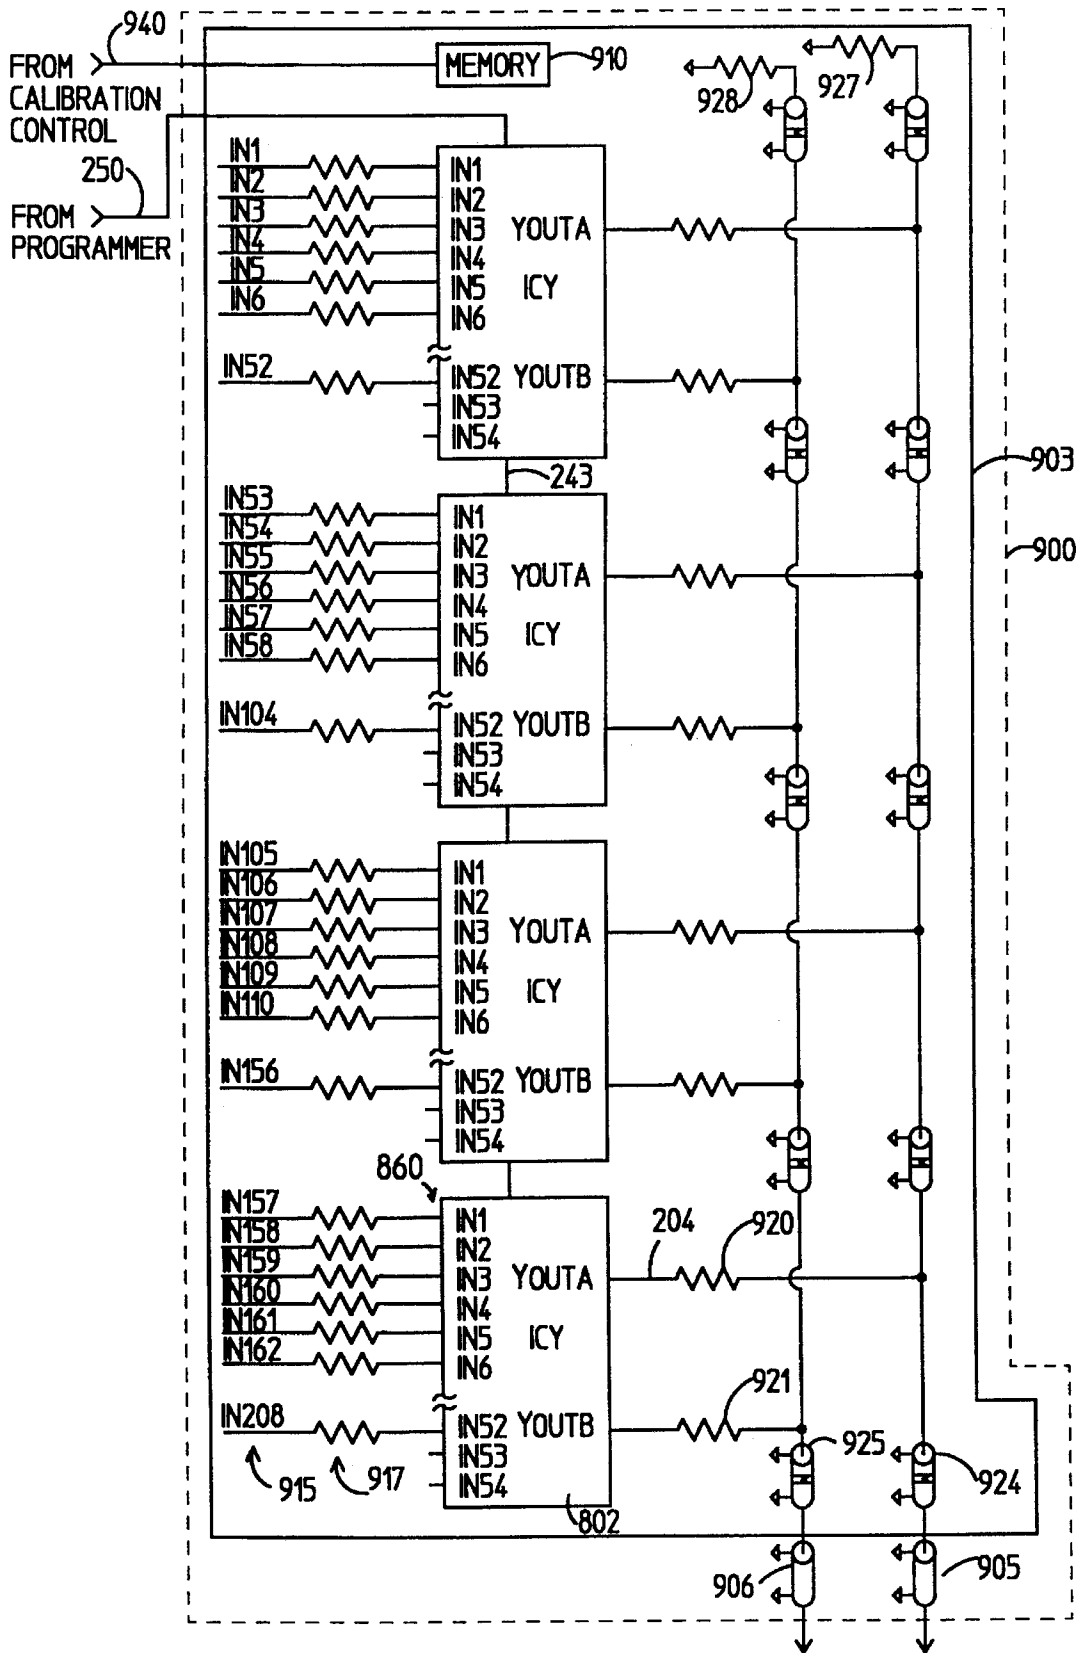 940
FROM
CALIBRATION
CONTROL
MEMORY
910
928
927
250
FROM
PROGRAMMER
IN1
IN2
IN3
IN4
IN5
IN6
IN52
IN1
IN2
IN3
IN4
IN5
IN6
IN52
IN53
IN54
YOUTA
ICY
YOUTB
243
903
900
IN53
IN54
IN55
IN56
IN57
IN58
IN104
IN1
IN2
IN3
IN4
IN5
IN6
IN52
IN53
IN54
YOUTA
ICY
YOUTB
IN105
IN106
IN107
IN108
IN109
IN110
IN156
IN1
IN2
IN3
IN4
IN5
IN6
IN52
IN53
IN54
YOUTA
ICY
YOUTB
860
IN157
IN158
IN159
IN160
IN161
IN162
IN208
IN1
IN2
IN3
IN4
IN5
IN6
IN52
IN53
IN54
YOUTA
ICY
YOUTB
204
920
921
925
924
915
917
802
906
905